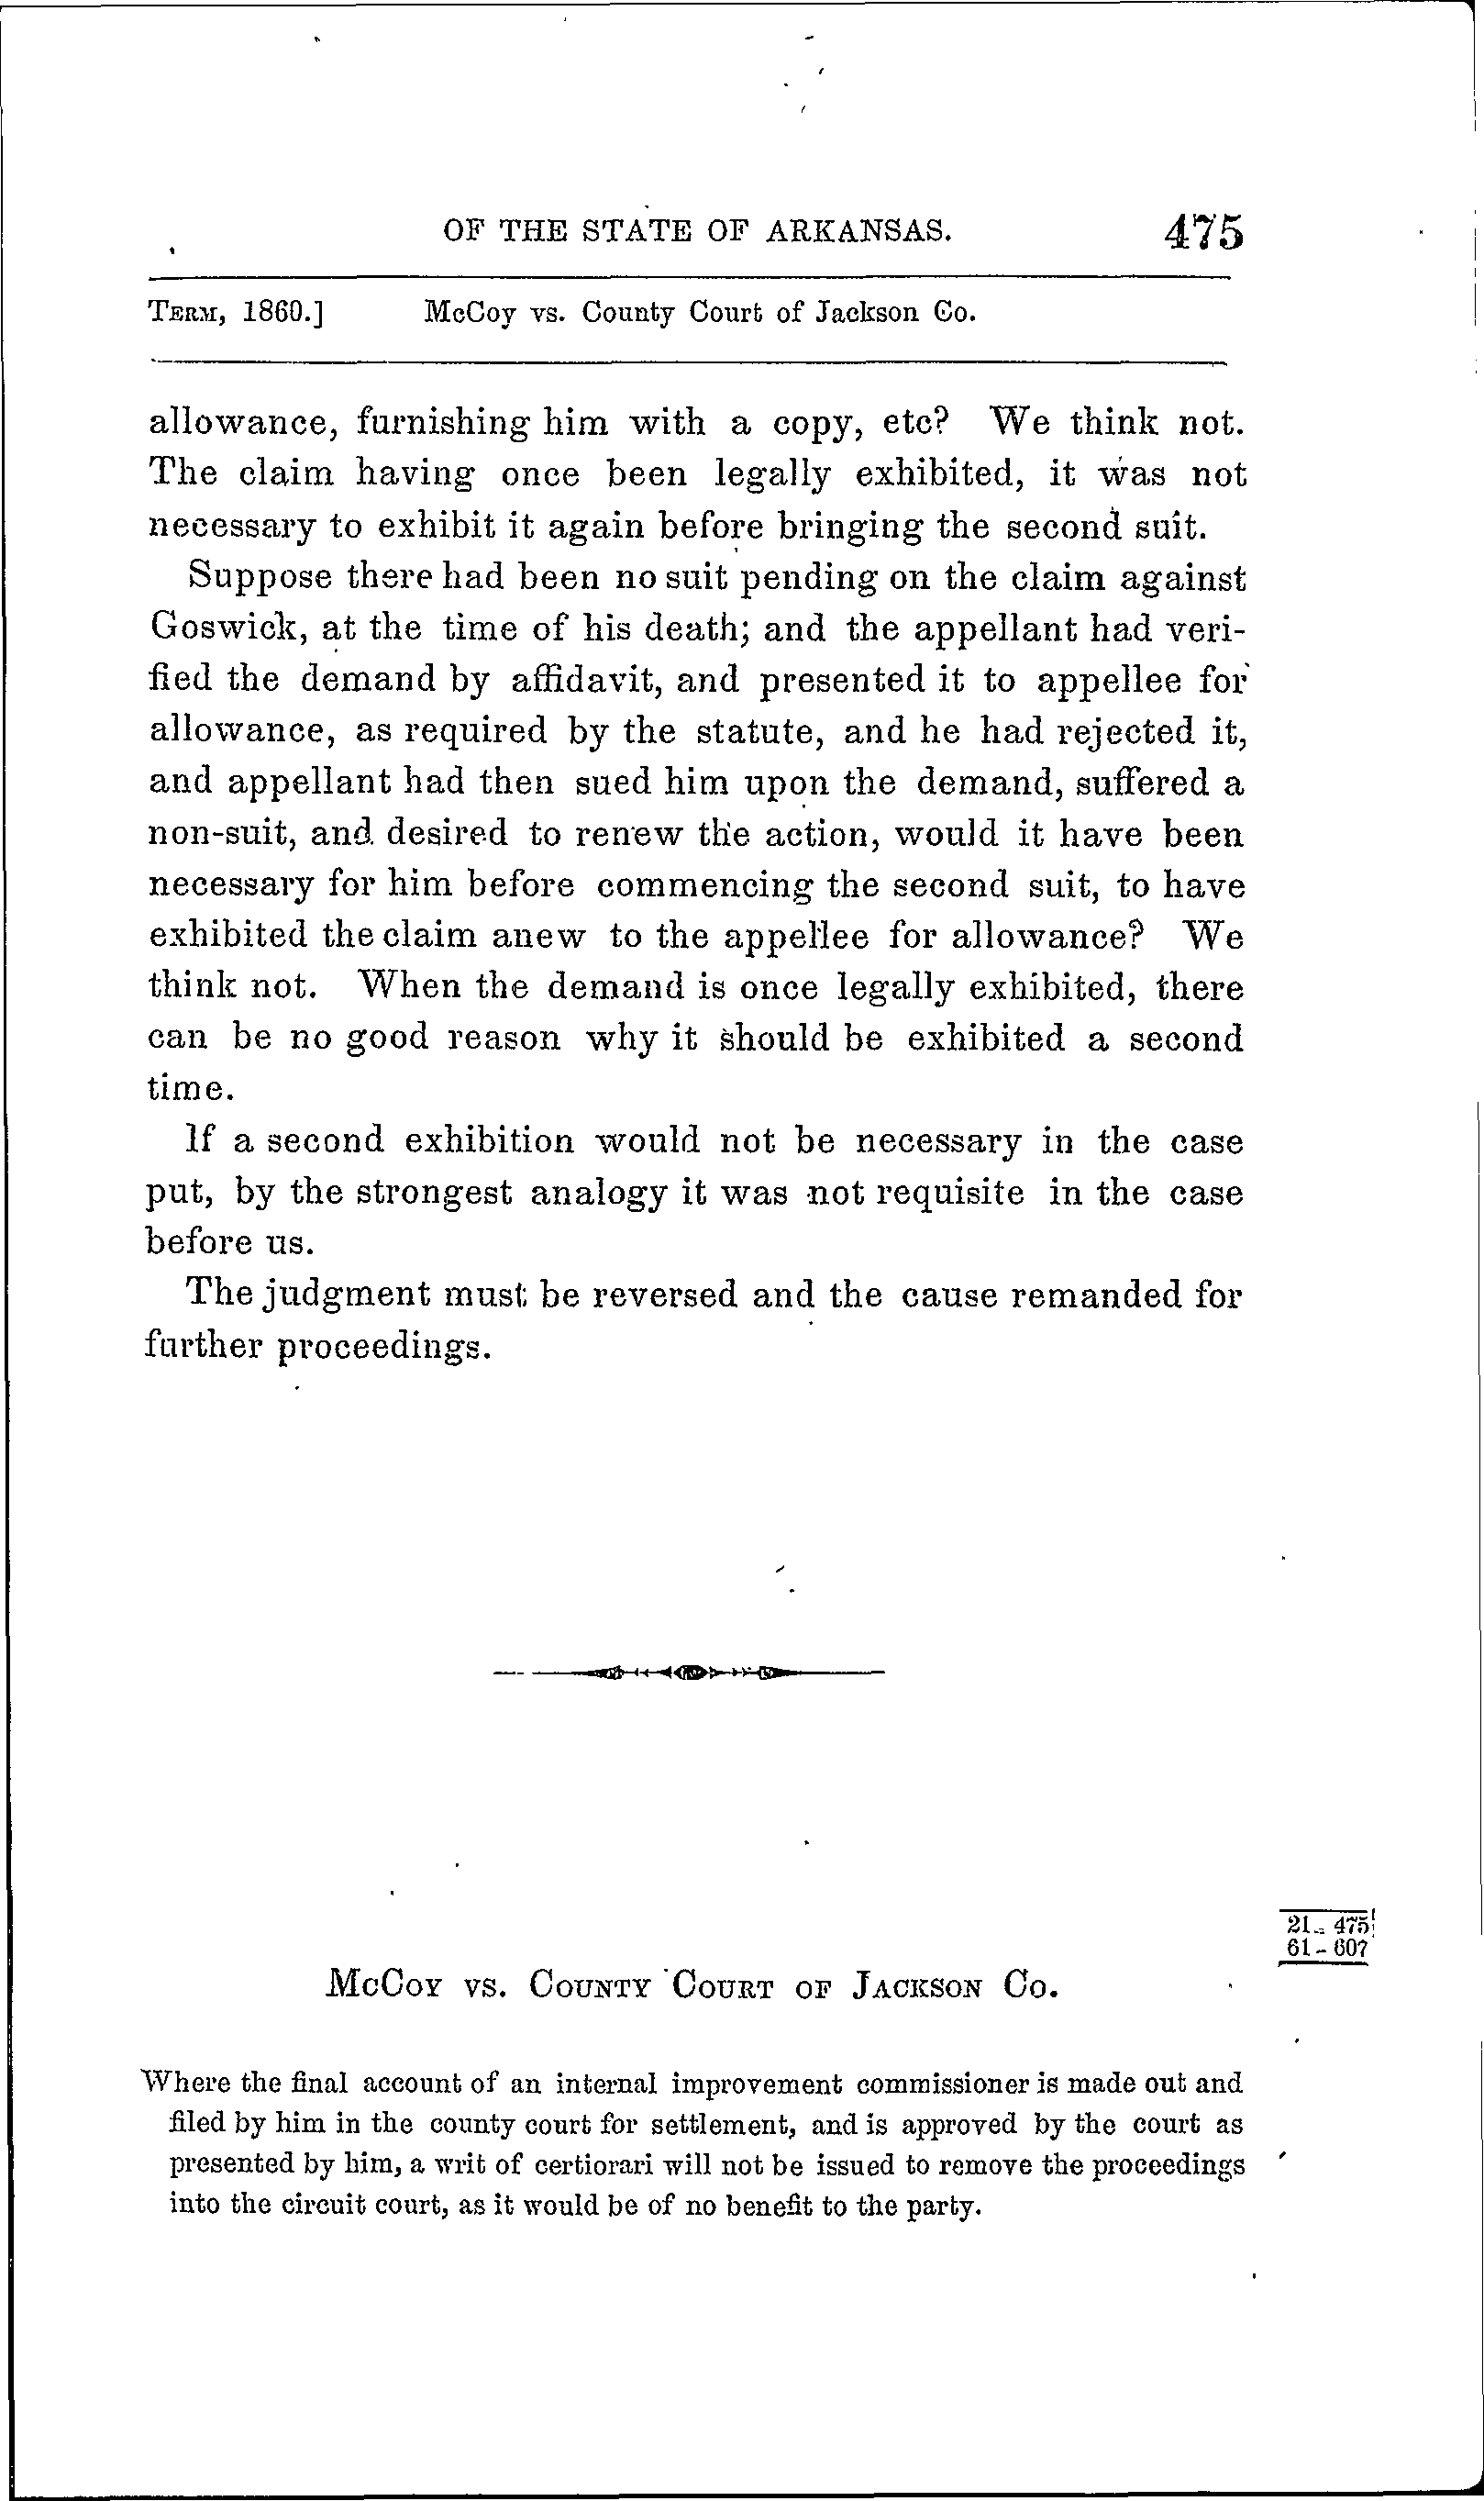 OF THE STATE OF ARKANSAS. 475
TERM, 1860.] McCoy vs. County Court of Jackson Co.
allowance, furnishing him with a copy, etc? We think not.
The claim having once been legally exhibited, it was not
necessary to exhibit it again before bringing the second suit.
Suppose there had been no suit pending on the claim against
Goswick, at the time of his death; and the appellant had veri-
fied the demand by affidavit, and presented it to appellee for
allowance, as required by the statute, and he had rejected it,
and appellant had then sued him upon the demand, suffered a
non-suit, and desired to renew the action, would it have been
necessary for him before commencing the second suit, to have
exhibited the claim anew to the appellee for allowance? We
think not. When the demand is once legally exhibited, there
can be no good reason why it should be exhibited a second
time.
If a second exhibition would not be necessary in the case
put, by the strongest analogy it was not requisite in the case
before us.
The judgment must be reversed and the cause remanded for
further proceedings.
21-475
61-607
McCOY VS. COUNTY COURT OF JACKSON CO.
Where the final account of an internal improvement commissioner is made out and
filed by him in the county court for settlement, and is approved by the court as
presented by him, a writ of certiorari will not be issued to remove the proceedings
into the circuit court, as it would be of no benefit to the party.